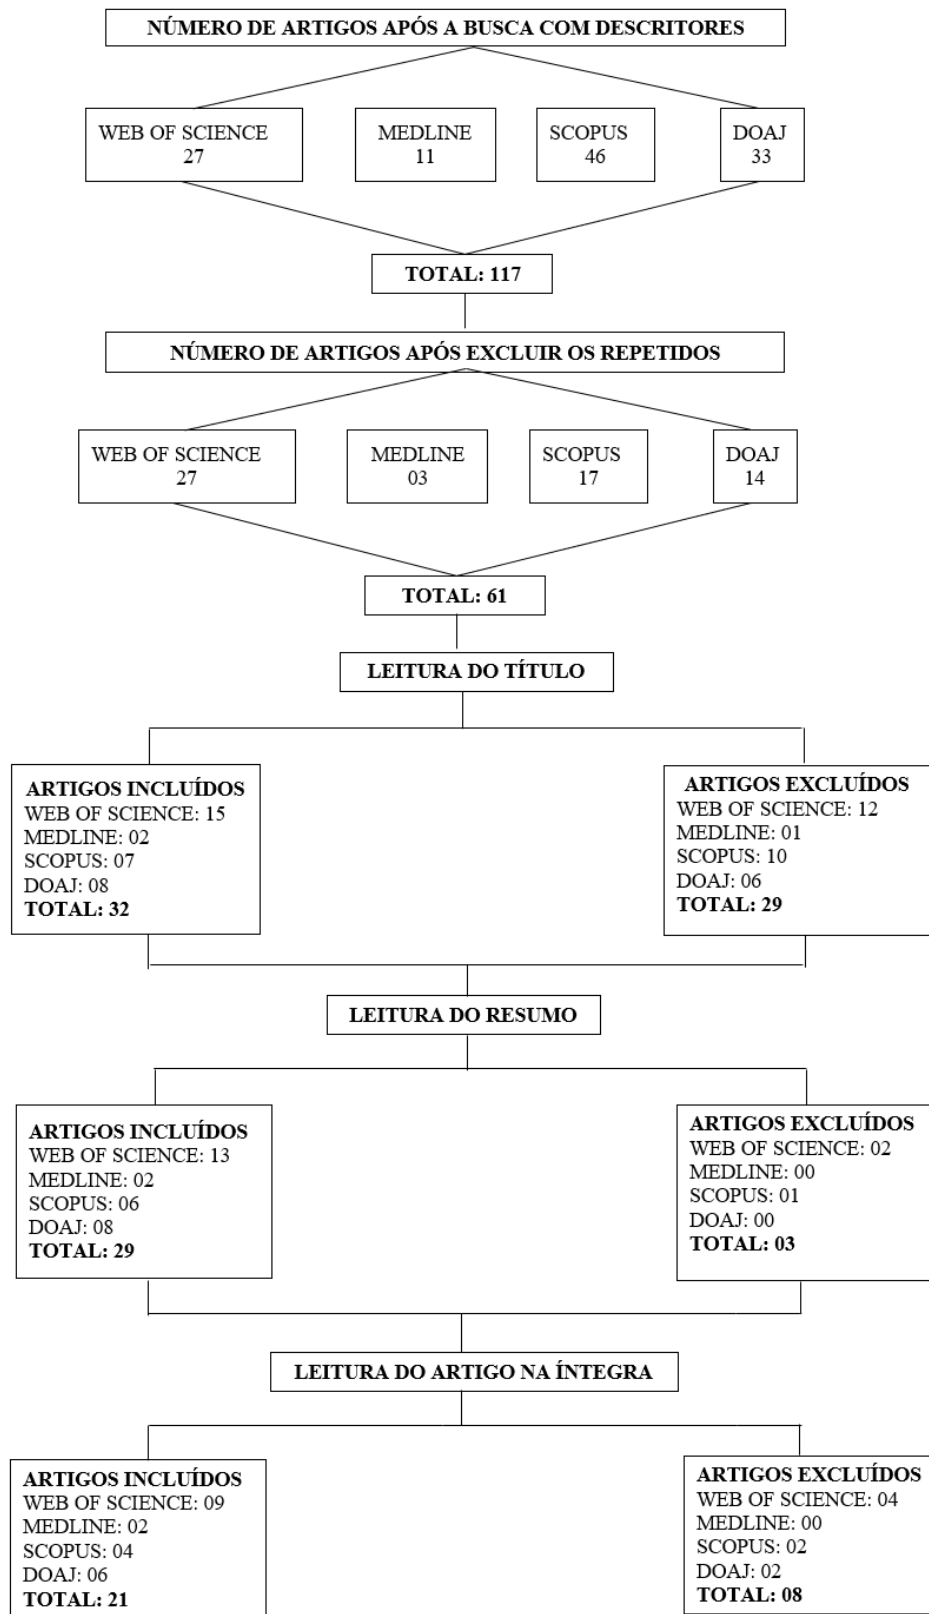 NÚMERO DE ARTIGOS APÓS A BUSCA COM DESCRITORES
WEB OF SCIENCE
27
MEDLINE
11
SCOPUS
46
DOAJ
33
TOTAL: 117
NÚMERO DE ARTIGOS APÓS EXCLUIR OS REPETIDOS
WEB OF SCIENCE
27
MEDLINE
03
SCOPUS
17
DOAJ
14
TOTAL: 61
LEITURA DO TÍTULO
ARTIGOS INCLUÍDOS
WEB OF SCIENCE: 15
MEDLINE: 02
SCOPUS: 07
DOAJ: 08
TOTAL: 32
ARTIGOS EXCLUÍDOS
WEB OF SCIENCE: 12
MEDLINE: 01
SCOPUS: 10
DOAJ: 06
TOTAL: 29
LEITURA DO RESUMO
ARTIGOS INCLUÍDOS
WEB OF SCIENCE: 13
MEDLINE: 02
SCOPUS: 06
DOAJ: 08
TOTAL: 29
ARTIGOS EXCLUÍDOS
WEB OF SCIENCE: 02
MEDLINE: 00
SCOPUS: 01
DOAJ: 00
TOTAL: 03
LEITURA DO ARTIGO NA ÍNTEGRA
ARTIGOS INCLUÍDOS
WEB OF SCIENCE: 09
MEDLINE: 02
SCOPUS: 04
DOAJ: 06
TOTAL: 21
ARTIGOS EXCLUÍDOS
WEB OF SCIENCE: 04
MEDLINE: 00
SCOPUS: 02
DOAJ: 02
TOTAL: 08